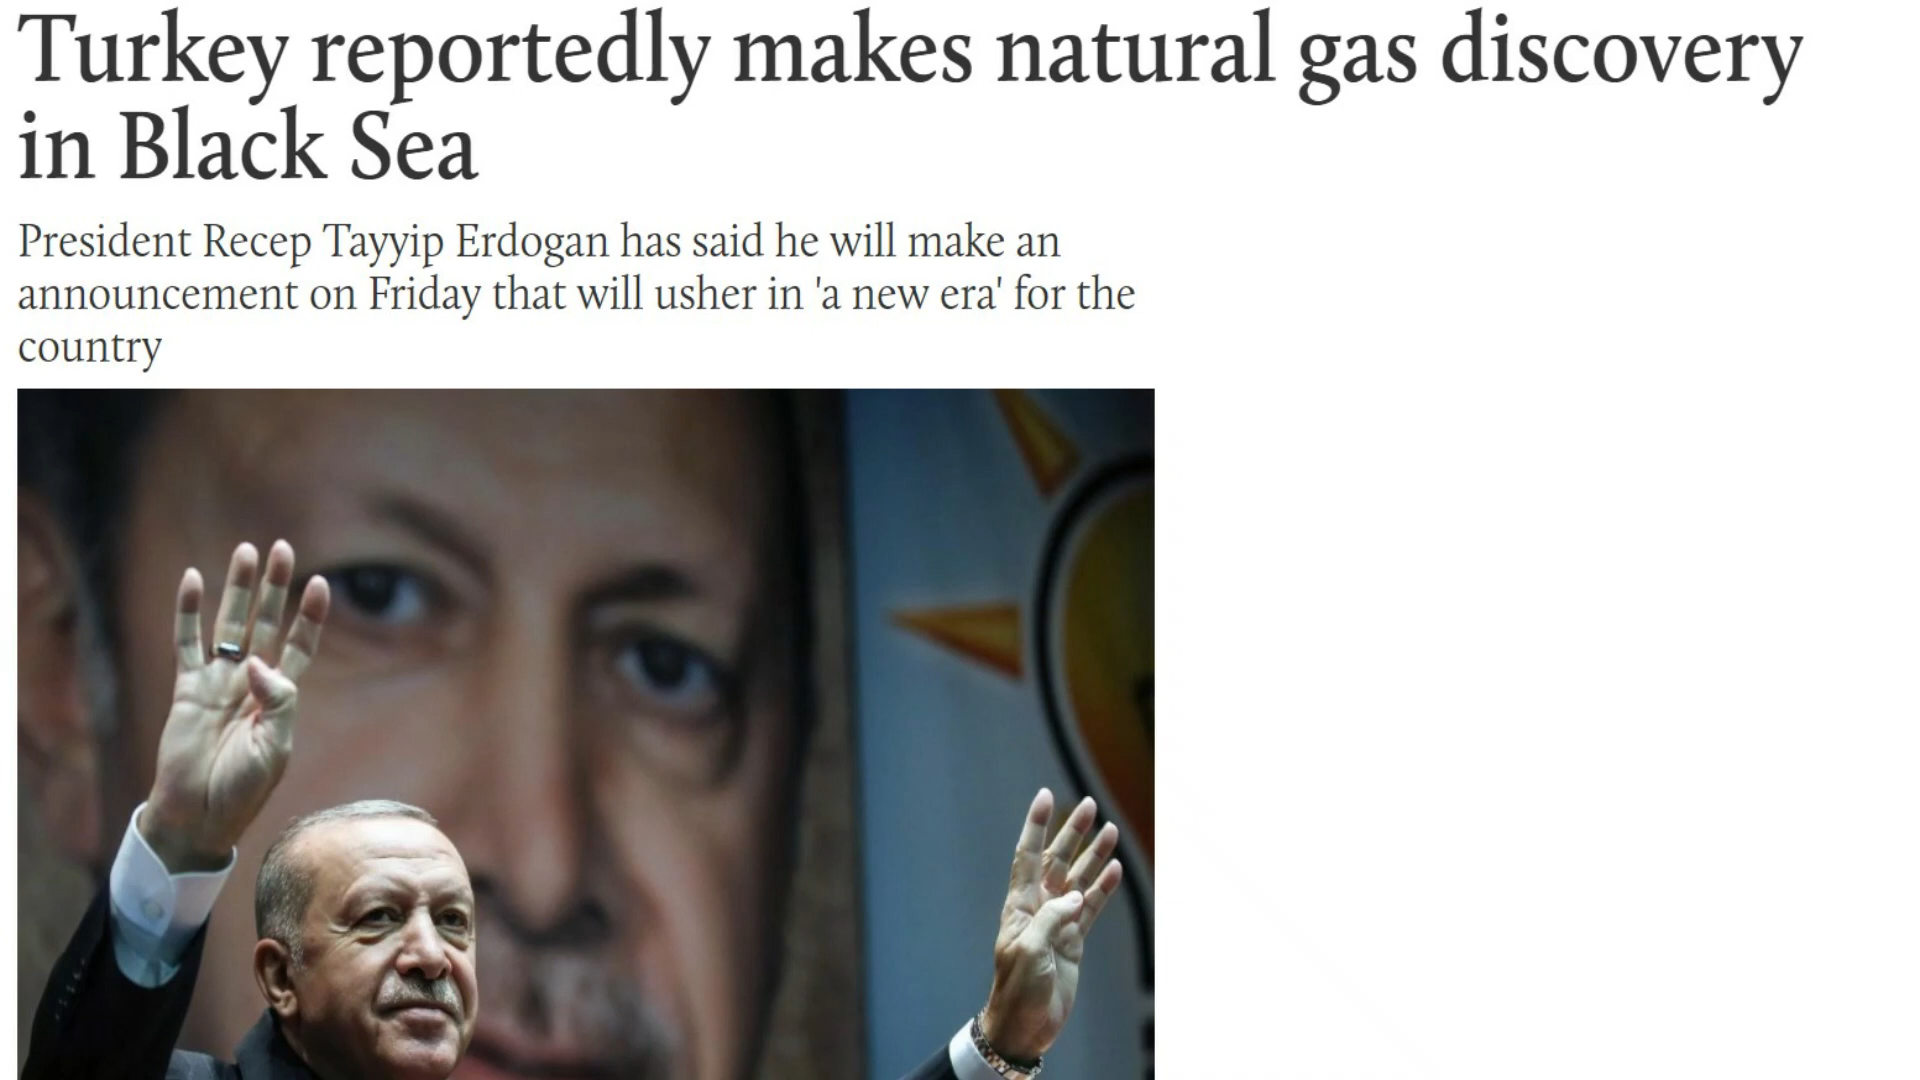 Turkey reportedly makes natural gas discovery
in Black Sea
President Recep Tayyip Erdogan has said he will make an
announcement on Friday that will usher in 'a new era' for the
country